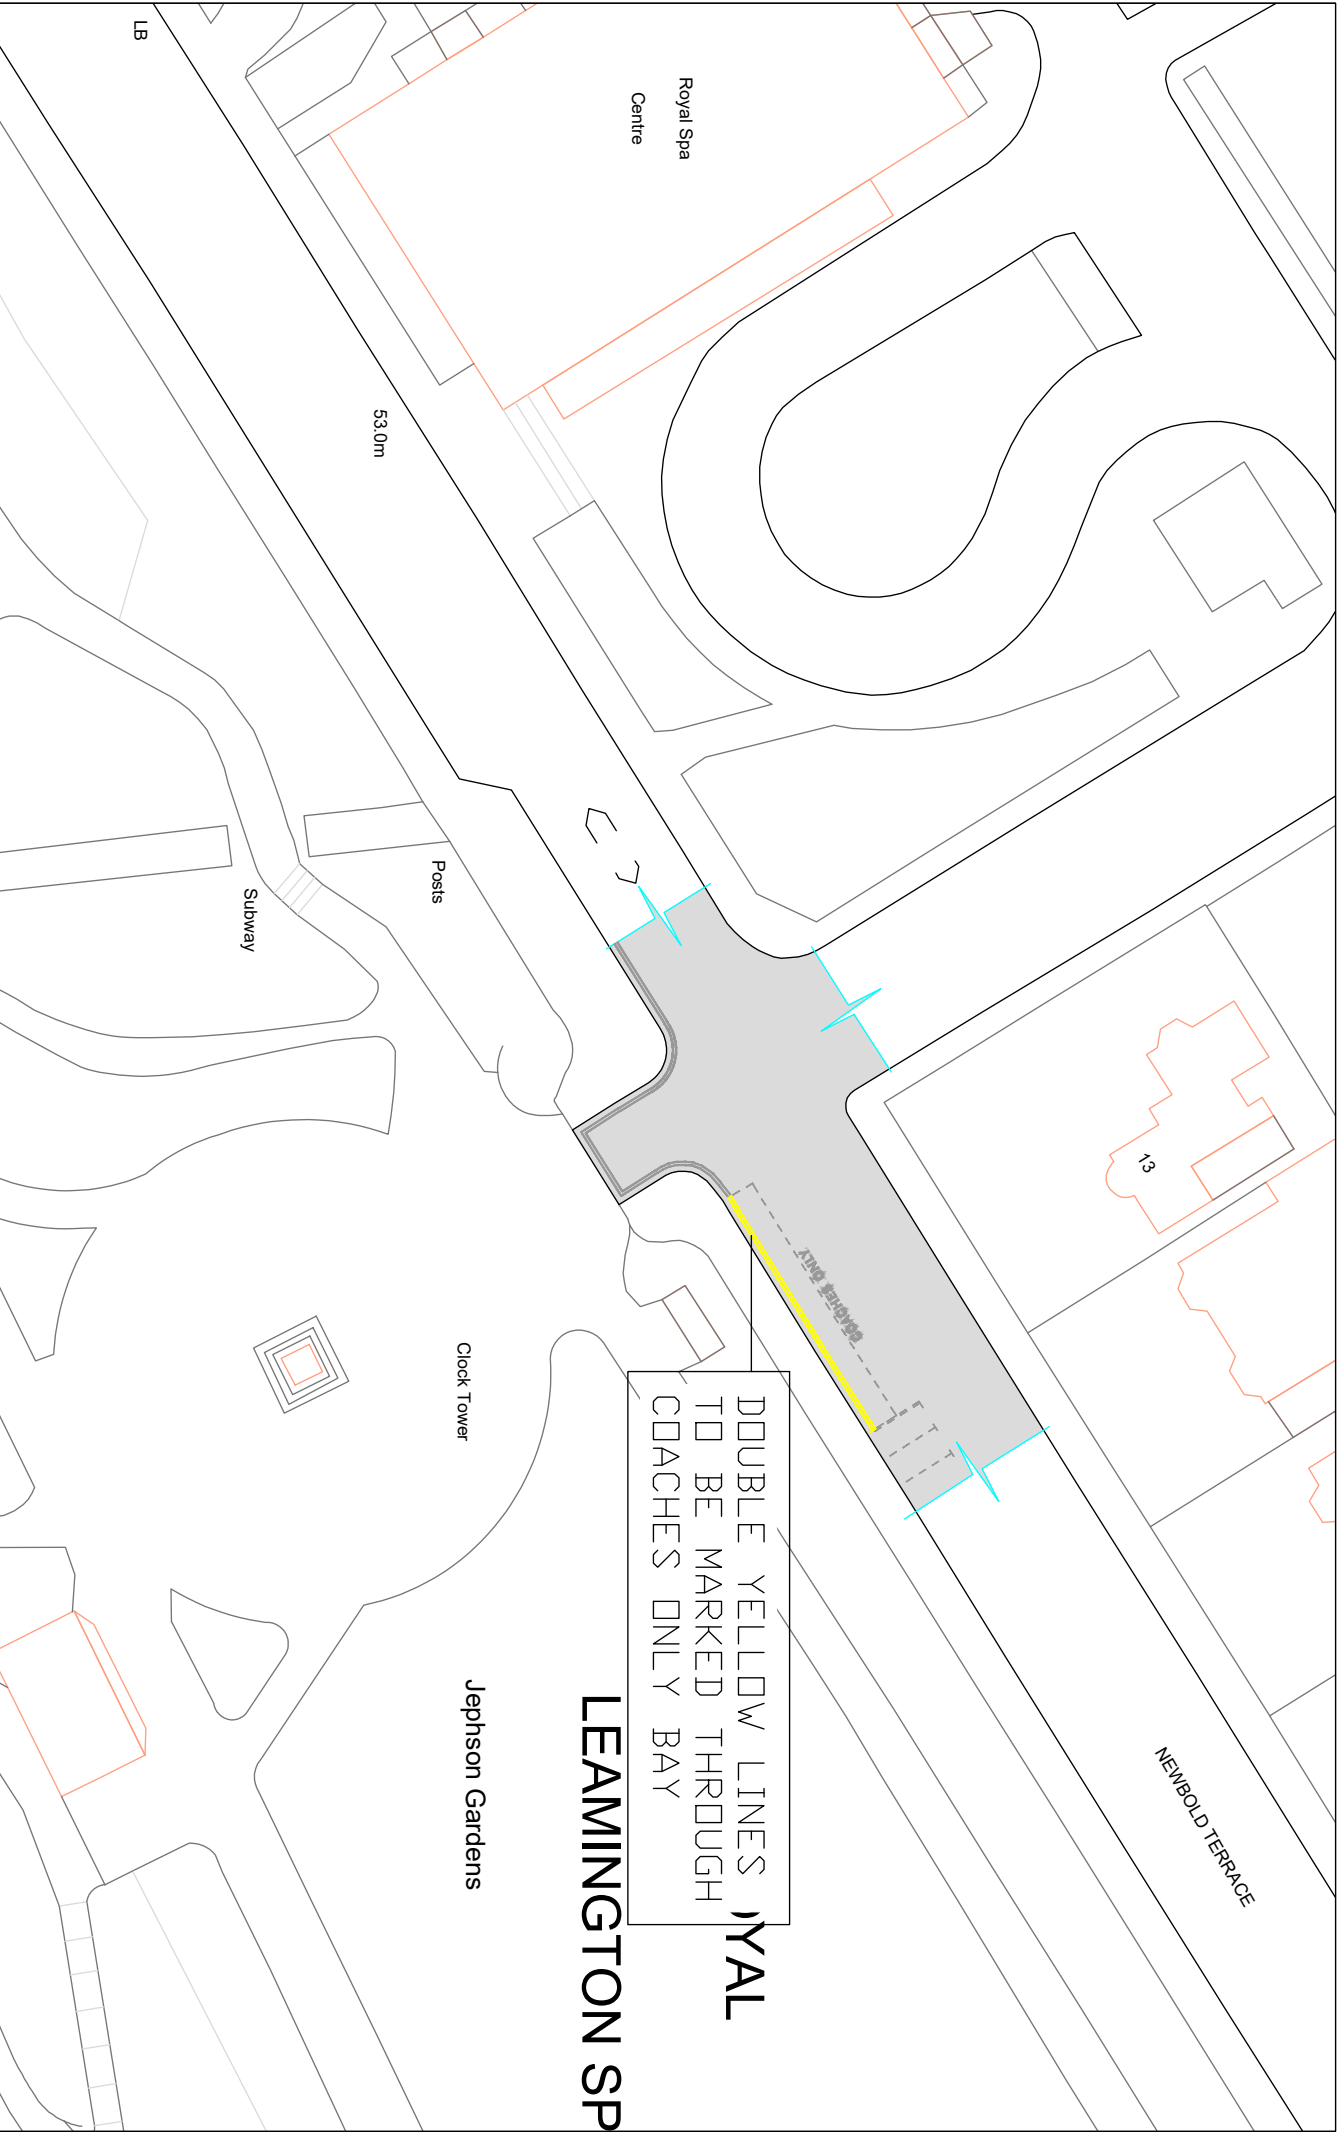 LB
Royal Spa
Centre
53.0m
Posts
Subway
13
COACHES ONLY
Clock Tower
DOUBLE YELLOW LINES
TO BE MARKED THROUGH
COACHES ONLY BAY
YAL
LEAMINGTON SP
Jephson Gardens
NEWBOLD TERRACE